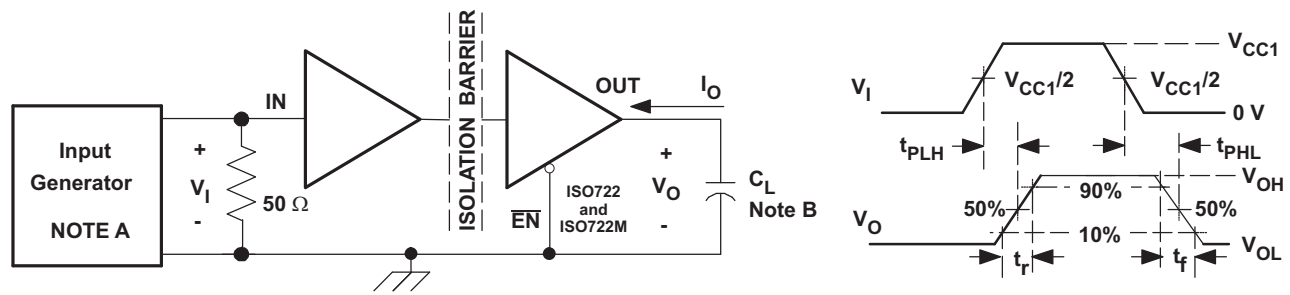 Input
Generator
NOTE A
+
V_I
-
IN
50 Ω
ISOLATION BARRIER
OUT
I_O
E̅N̅
ISO722
and
ISO722M
+
V_O
-
C_L
Note B
V_I
V_CC1/2
V_CC1/2
V_CC1
0 V
t_PLH
t_PHL
V_O
50%
90%
10%
50%
V_OH
V_OL
t_r
t_f